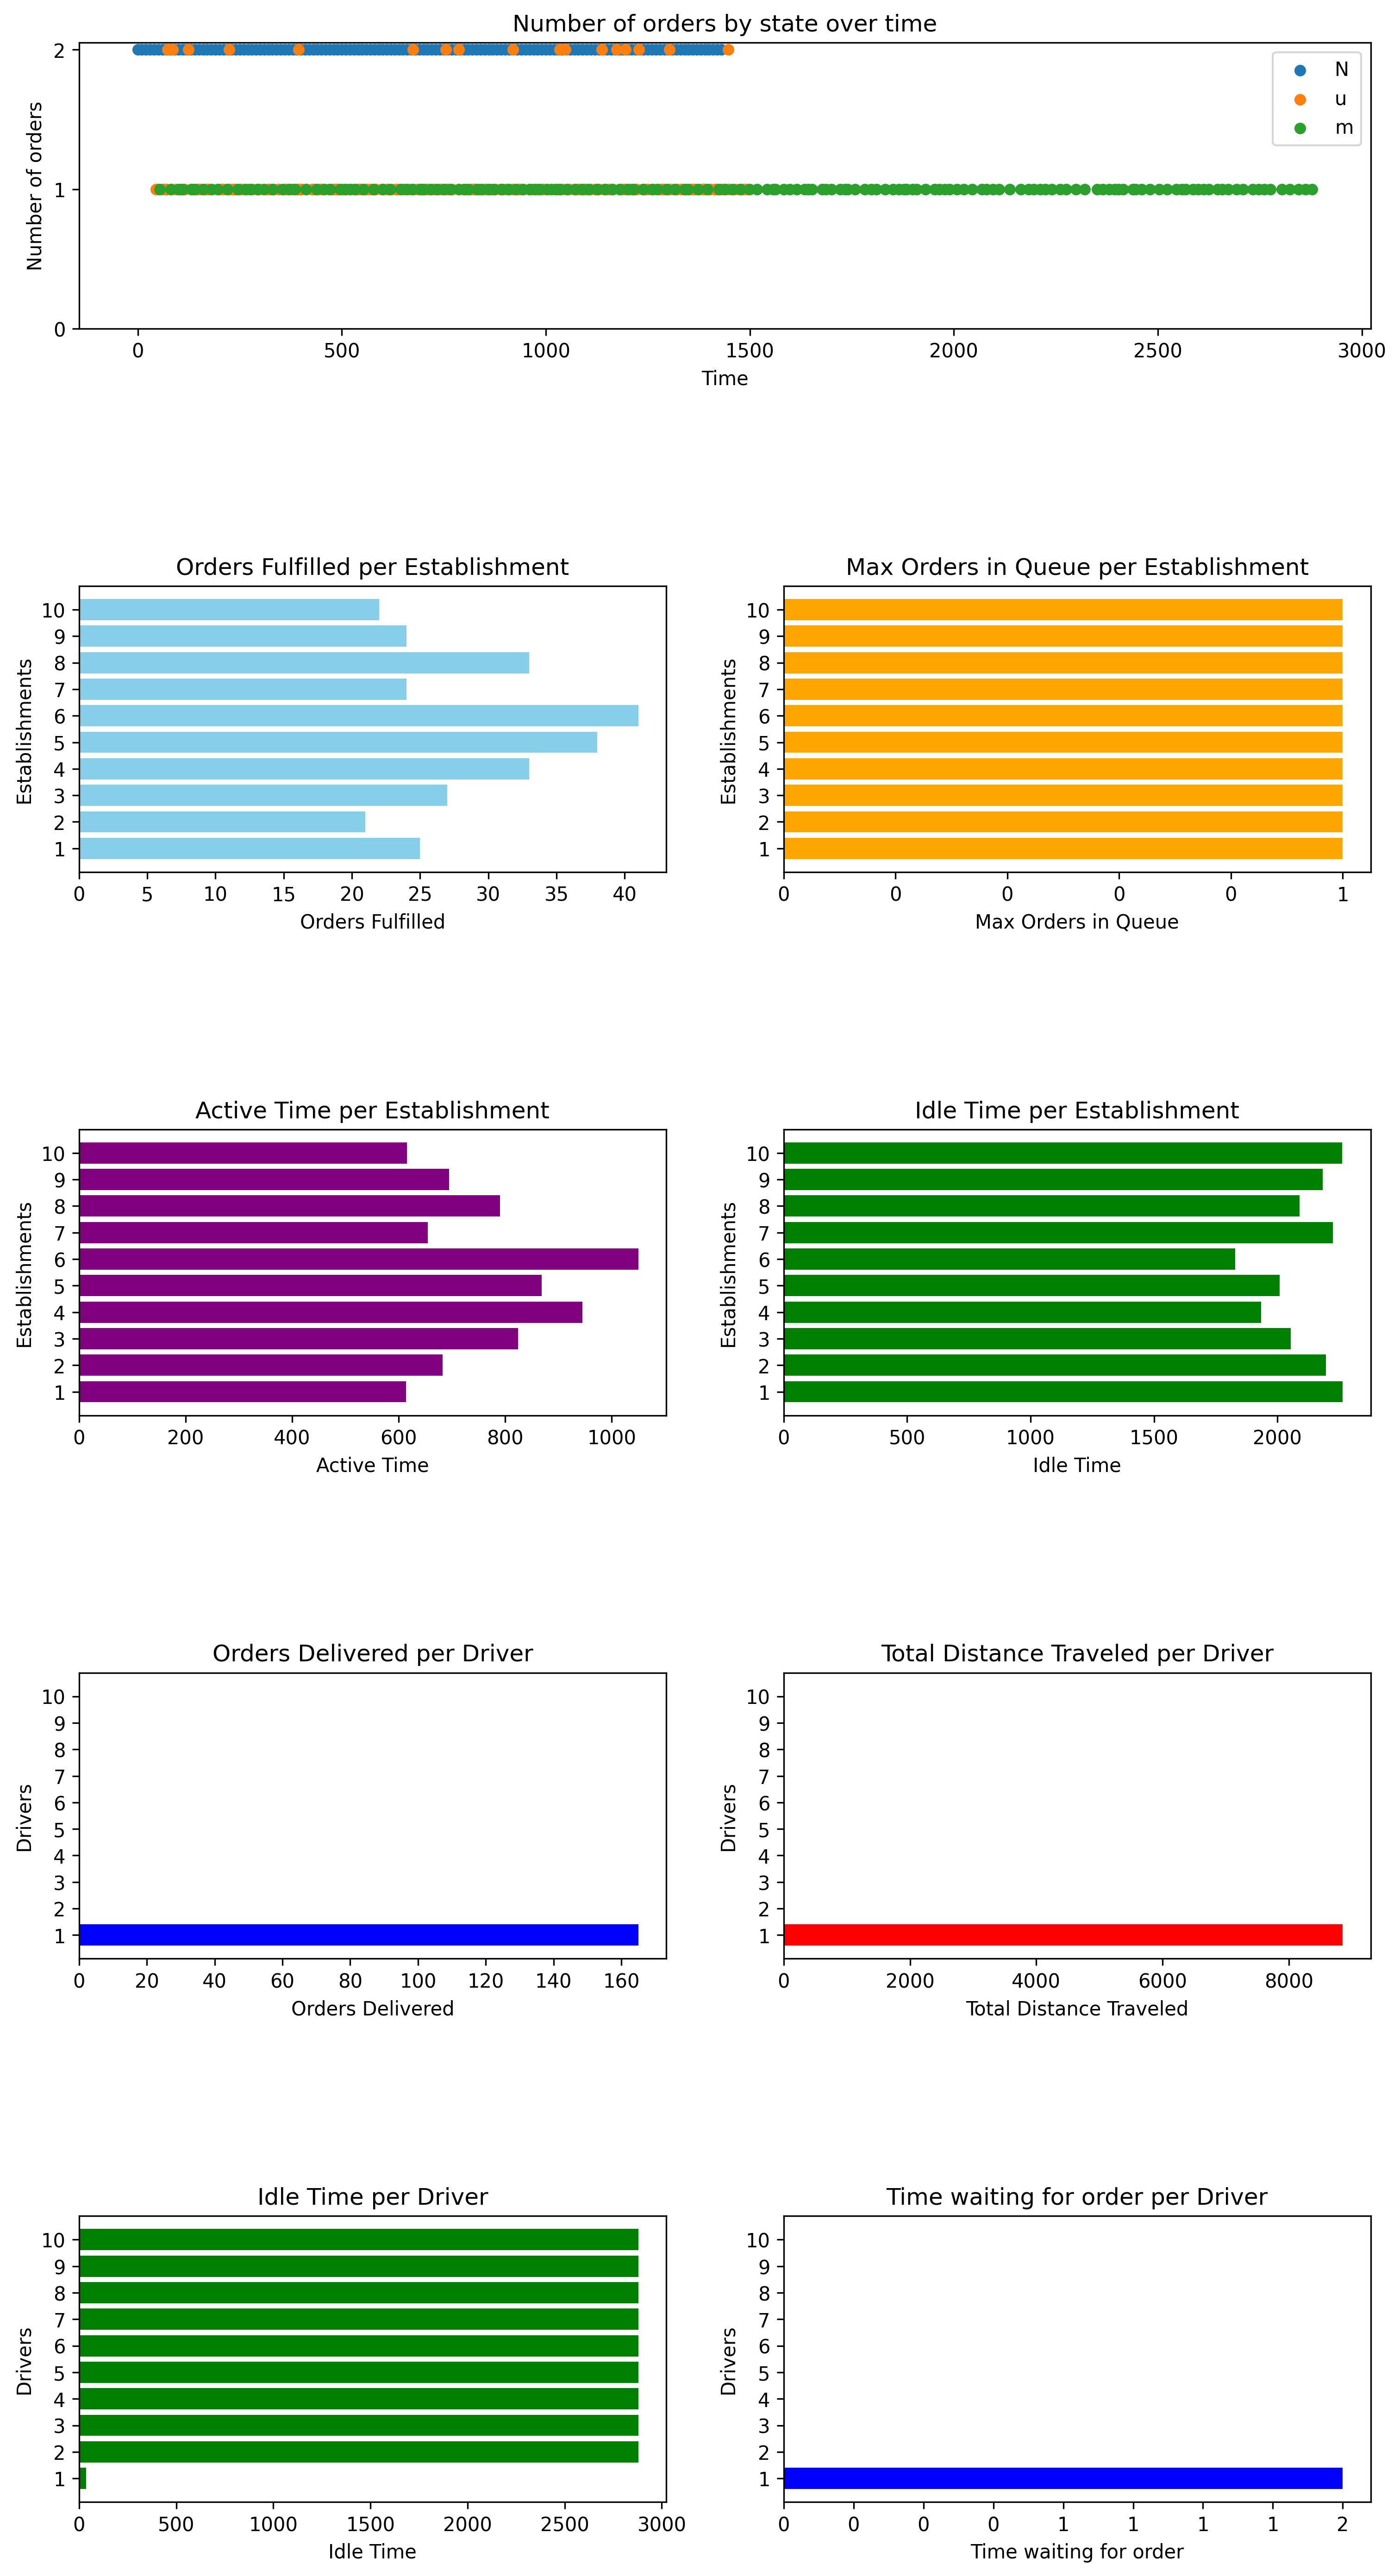 Number of orders by state over time
2
1
0
Number of orders
N
u
m
0 500 1000 1500 2000 2500 3000
Time
Orders Fulfilled per Establishment
10
9
8
7
6
5
4
3
2
1
Establishments
0 5 10 15 20 25 30 35 40
Orders Fulfilled
Max Orders in Queue per Establishment
10
9
8
7
6
5
4
3
2
1
Establishments
0 0 0 0 0 1
Max Orders in Queue
Active Time per Establishment
10
9
8
7
6
5
4
3
2
1
Establishments
0 200 400 600 800 1000
Active Time
Idle Time per Establishment
10
9
8
7
6
5
4
3
2
1
Establishments
0 500 1000 1500 2000
Idle Time
Orders Delivered per Driver
10
9
8
7
6
5
4
3
2
1
Drivers
0 20 40 60 80 100 120 140 160
Orders Delivered
Total Distance Traveled per Driver
10
9
8
7
6
5
4
3
2
1
Drivers
0 2000 4000 6000 8000
Total Distance Traveled
Idle Time per Driver
10
9
8
7
6
5
4
3
2
1
Drivers
0 500 1000 1500 2000 2500 3000
Idle Time
Time waiting for order per Driver
10
9
8
7
6
5
4
3
2
1
Drivers
0 0 0 0 1 1 1 1 2
Time waiting for order